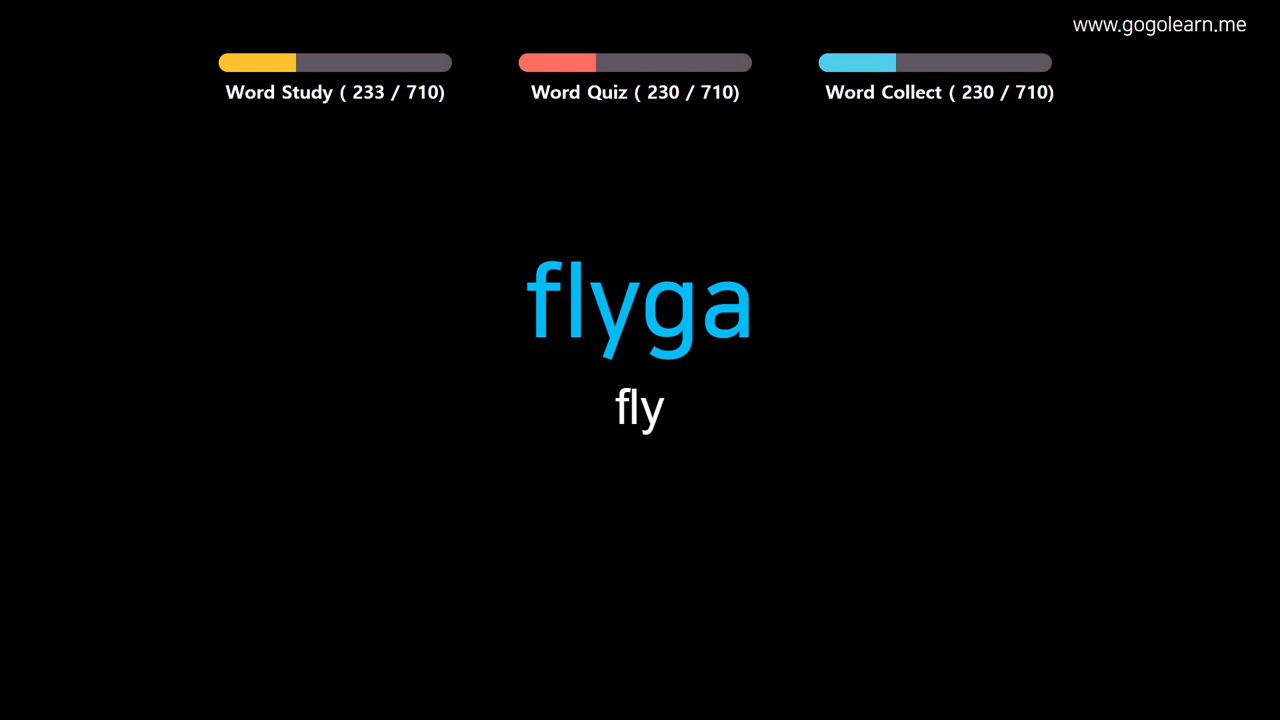 www.gogolearn.me
Word Study ( 233 / 710)
Word Quiz ( 230 / 710)
Word Collect ( 230 / 710)
flyga
fly